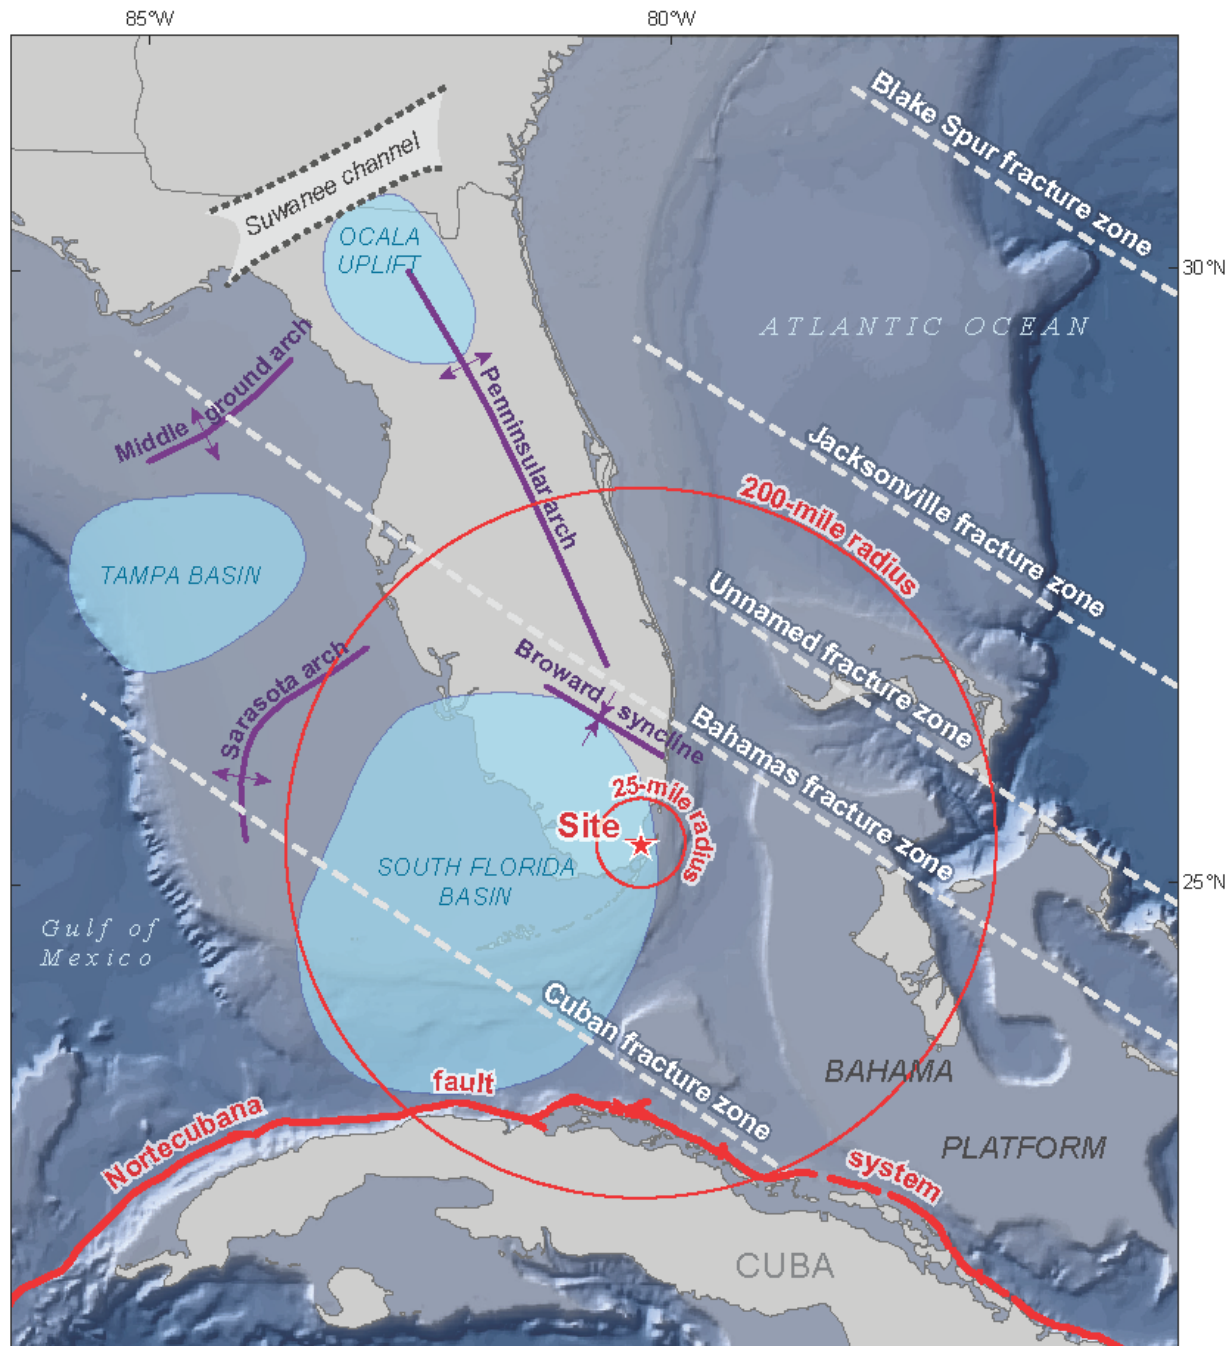 85°W
80°W
Blake Spur fracture zone
Suwanee channel
OCALA
UPLIFT
30°N
ATLANTIC OCEAN
Middle ground arch
Penninsular arch
Jacksonville fracture zone
200-mile radius
TAMPA BASIN
Unnamed fracture zone
Broward syncline
Sarasota arch
Bahamas fracture zone
25-mile radius
Site
SOUTH FLORIDA
BASIN
25°N
Gulf of
Mexico
Cuban fracture zone
BAHAMA
PLATFORM
Nortecubana
fault
system
CUBA